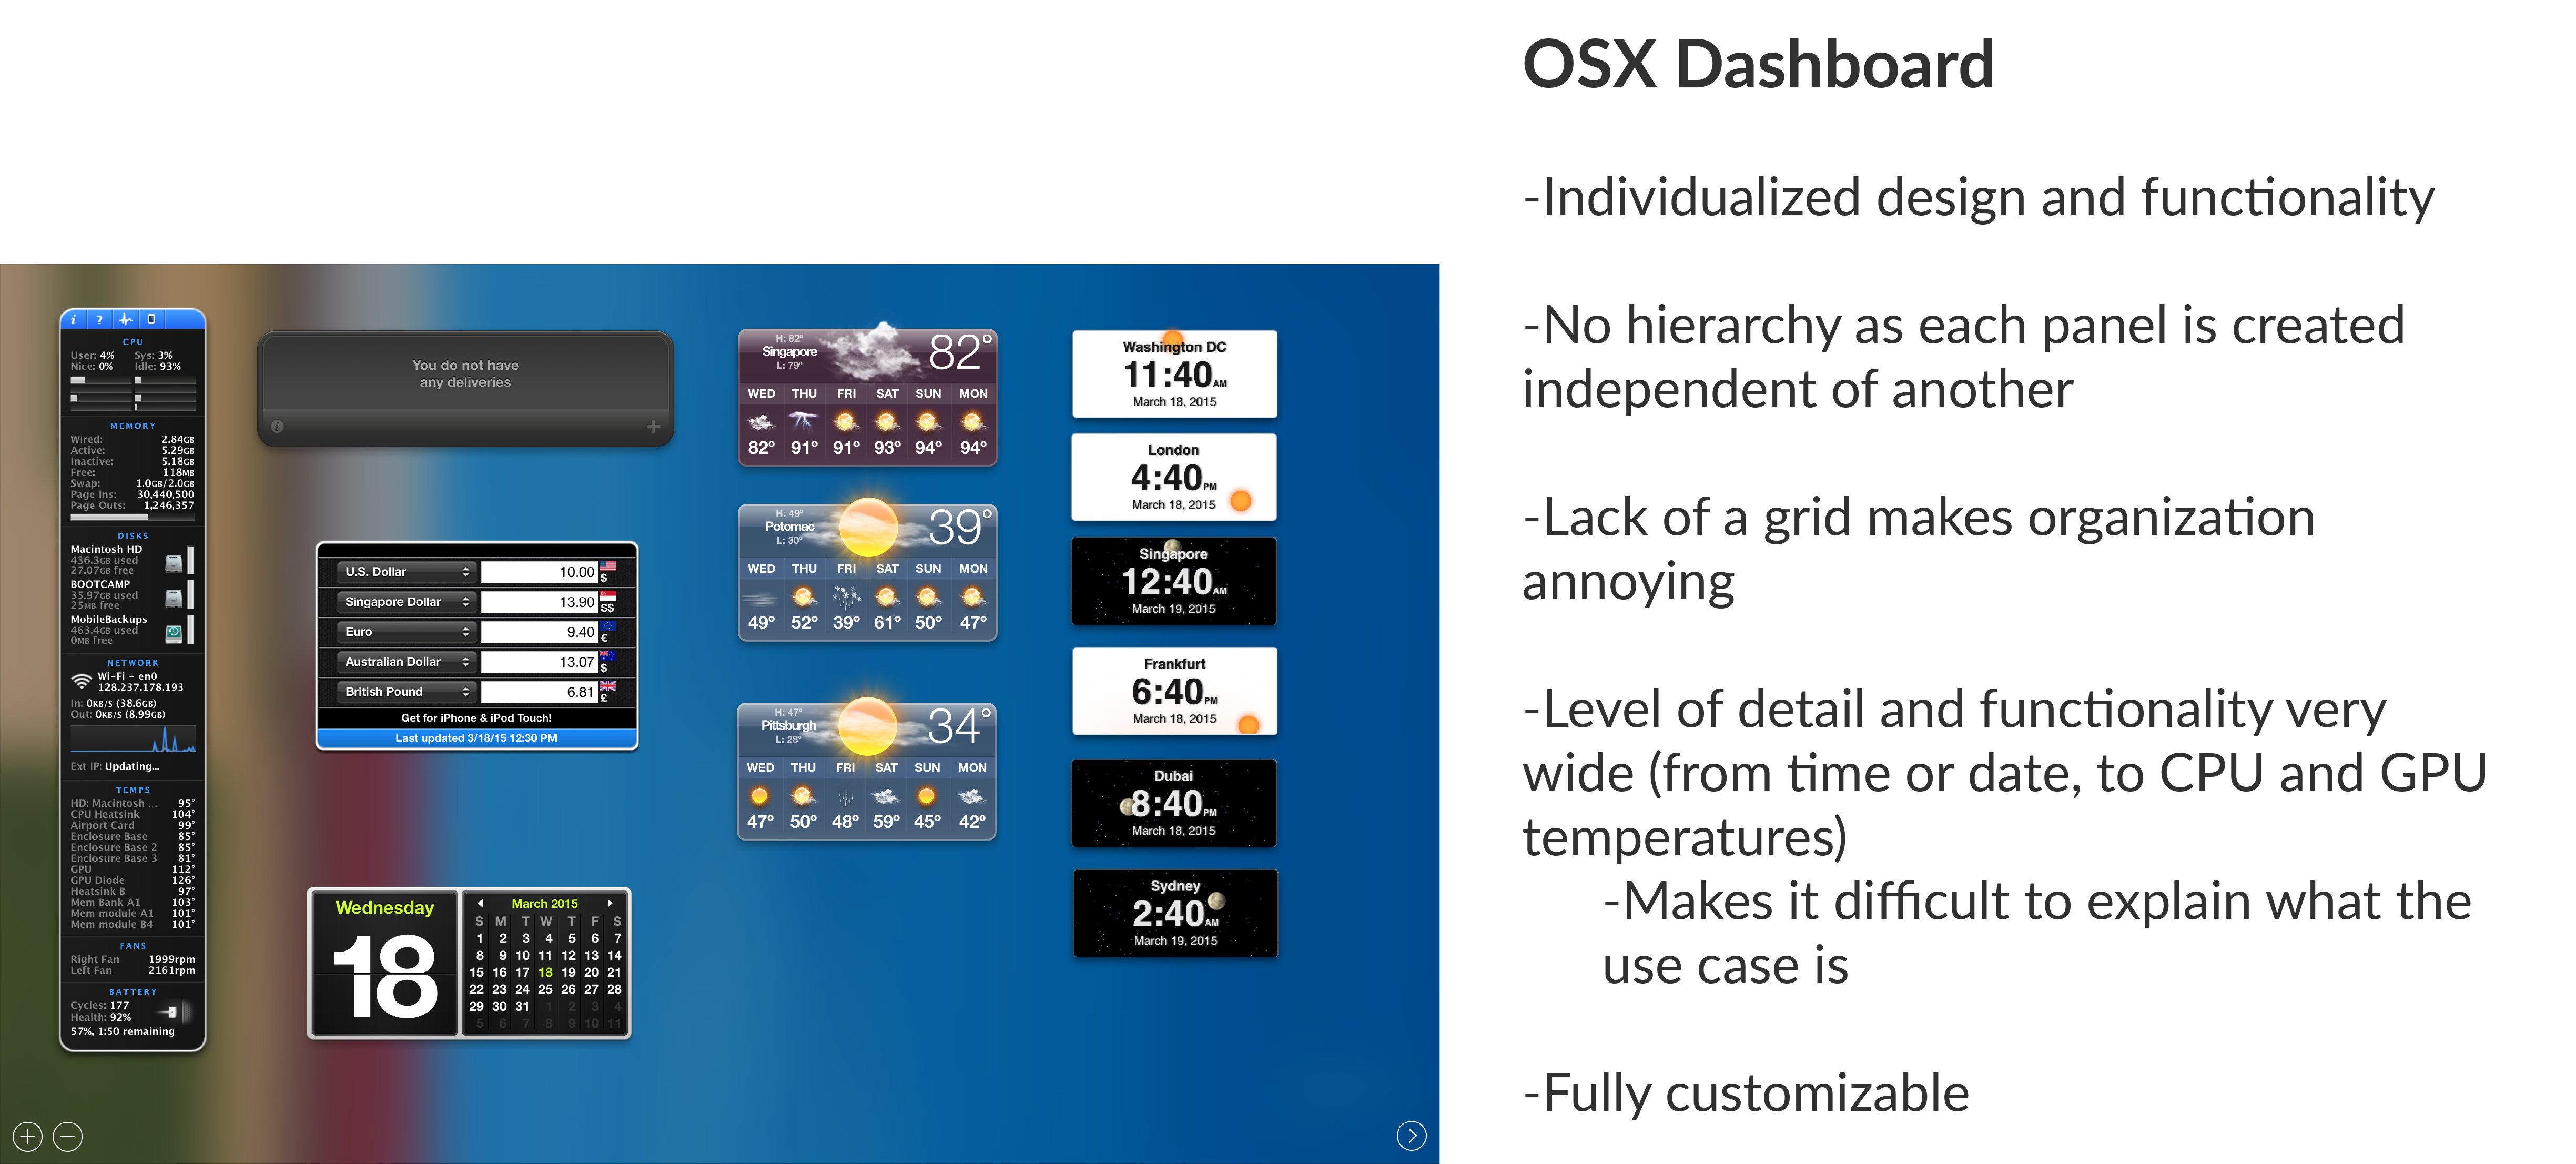 OSX Dashboard
-Individualized design and functionality
-No hierarchy as each panel is created
independent of another
-Lack of a grid makes organization
annoying
-Level of detail and functionality very
wide (from time or date, to CPU and GPU
temperatures)
-Makes it difficult to explain what the
use case is
-Fully customizable
i ?
CPU
User: 4% Sys: 3%
Nice: 0% Idle: 93%
MEMORY
Wired: 2.84GB
Active: 5.29GB
Inactive: 5.18GB
Free: 118MB
Swap: 1.0GB/2.0GB
Page Ins: 30,440,500
Page Outs: 1,246,357
DISKS
Macintosh HD
436.3GB used
27.07GB free
BOOTCAMP
35.97GB used
25MB free
MobileBackups
463.4GB used
0MB free
NETWORK
Wi-Fi - en0
128.237.178.193
In: 0KB/S (38.6GB)
Out: 0KB/S (8.99GB)
Ext IP: Updating...
TEMPS
HD: Macintosh ... 95°
CPU Heatsink 104°
Airport Card 99°
Enclosure Base 85°
Enclosure Base 2 85°
Enclosure Base 3 81°
GPU 112°
GPU Diode 126°
Heatsink B 97°
Mem Bank A1 103°
Mem module A1 101°
Mem module B4 101°
FANS
Right Fan 1999rpm
Left Fan 2161rpm
BATTERY
Cycles: 177
Health: 92%
57%, 1:50 remaining
You do not have
any deliveries
U.S. Dollar 10.00 $
Singapore Dollar 13.90 S$
Euro 9.40 €
Australian Dollar 13.07 $
British Pound 6.81 £
Get for iPhone & iPod Touch!
Last updated 3/18/15 12:30 PM
Wednesday
18
March 2015
S M T W T F S
1 2 3 4 5 6 7
8 9 10 11 12 13 14
15 16 17 18 19 20 21
22 23 24 25 26 27 28
29 30 31 1 2 3 4
5 6 7 8 9 10 11
H: 82°
Singapore 82°
L: 79°
WED THU FRI SAT SUN MON
82° 91° 91° 93° 94° 94°
H: 49°
Potomac 39°
L: 30°
WED THU FRI SAT SUN MON
49° 52° 39° 61° 50° 47°
H: 47°
Pittsburgh 34°
L: 28°
WED THU FRI SAT SUN MON
47° 50° 48° 59° 45° 42°
Washington DC
11:40 AM
March 18, 2015
London
4:40 PM
March 18, 2015
Singapore
12:40 AM
March 19, 2015
Frankfurt
6:40 PM
March 18, 2015
Dubai
8:40 PM
March 18, 2015
Sydney
2:40 AM
March 19, 2015